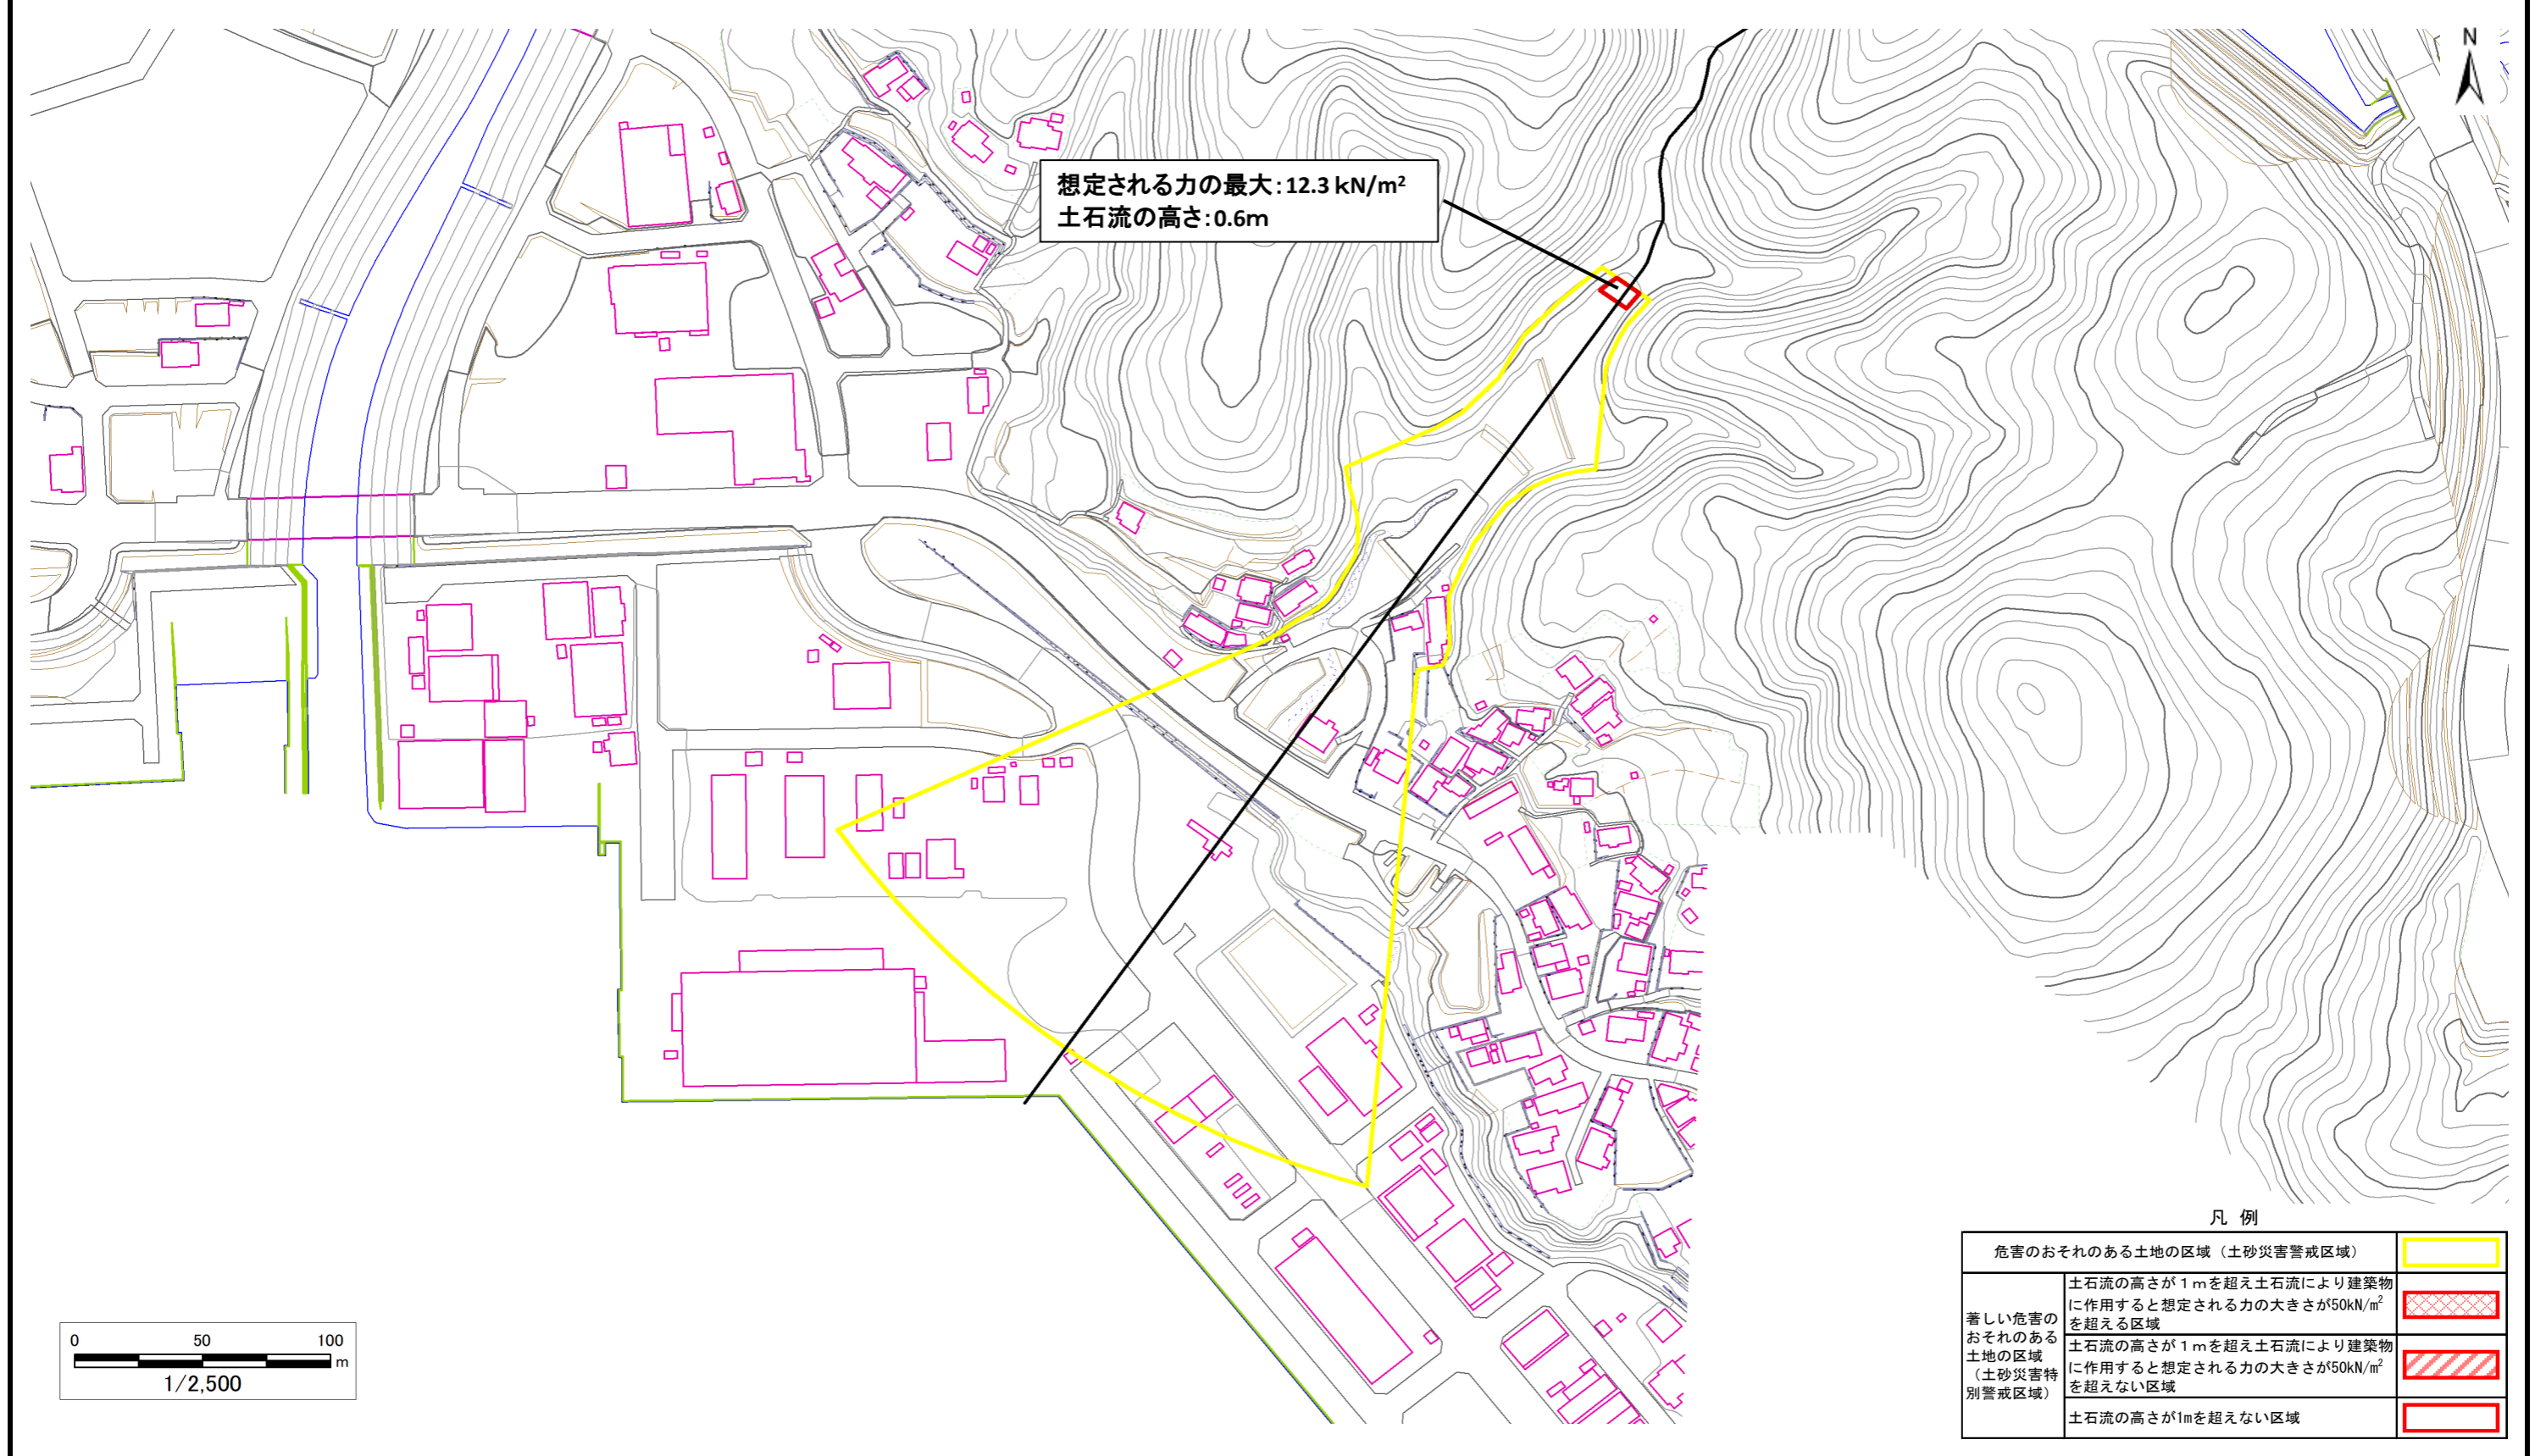 N
想定される力の最大：12.3 kN/m²
土石流の高さ：0.6m
凡 例
危害のおそれのある土地の区域（土砂災害警戒区域）
著しい危害の
おそれのある
土地の区域
（土砂災害特
別警戒区域）
土石流の高さが１ｍを超え土石流により建築物
に作用すると想定される力の大きさが50kN/㎡
を超える区域
土石流の高さが１ｍを超え土石流により建築物
に作用すると想定される力の大きさが50kN/㎡
を超えない区域
土石流の高さが1mを超えない区域
0 50 100
m
1/2,500